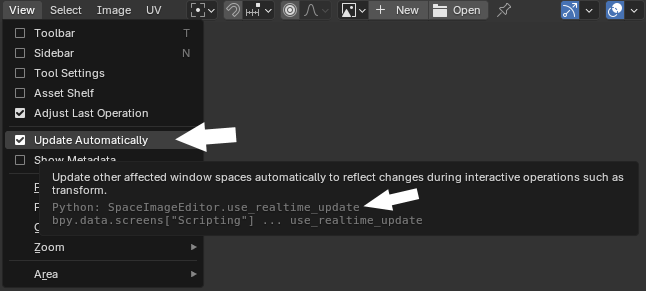 View Select Image UV New Open
Toolbar T
Sidebar N
Tool Settings
Asset Shelf
Adjust Last Operation
Update Automatically
Show Metadata
Update other affected window spaces automatically to reflect changes during interactive operations such as
transform.
Python: SpaceImageEditor.use_realtime_update
bpy.data.screens["Scripting"] ... use_realtime_update
Zoom
Area